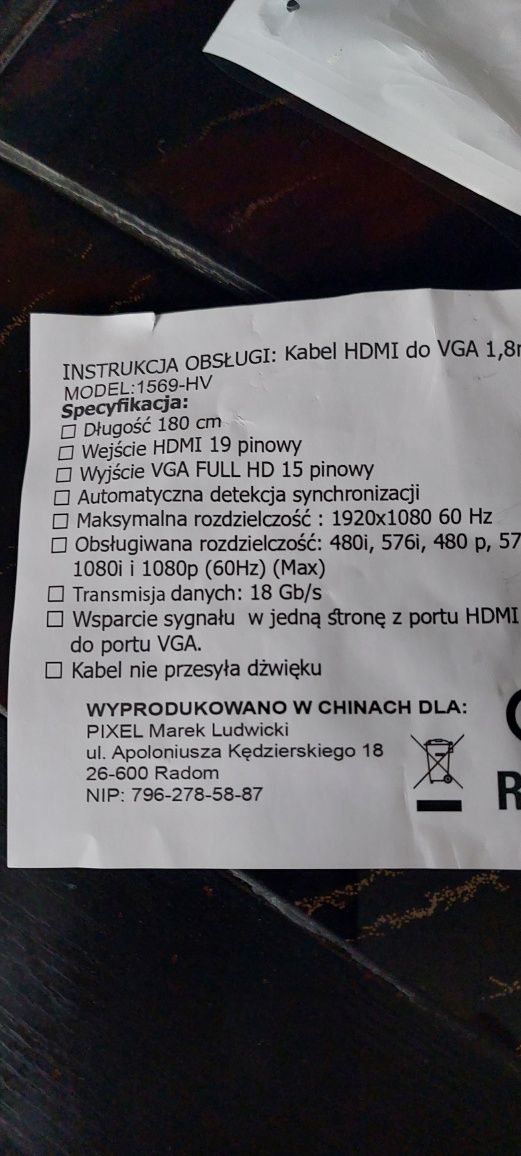 INSTRUKCJA OBSŁUGI: Kabel HDMI do VGA 1,8
MODEL:1569-HV
Specyfikacja:
☐ Długość 180 cm
☐ Wejście HDMI 19 pinowy
☐ Wyjście VGA FULL HD 15 pinowy
☐ Automatyczna detekcja synchronizacji
☐ Maksymalna rozdzielczość : 1920x1080 60 Hz
☐ Obsługiwana rozdzielczość: 480i, 576i, 480 p, 57
1080i i 1080p (60Hz) (Max)
☐ Transmisja danych: 18 Gb/s
☐ Wsparcie sygnału w jedną stronę z portu HDMI
do portu VGA.
☐ Kabel nie przesyła dżwięku
WYPRODUKOWANO W CHINACH DLA:
PIXEL Marek Ludwicki
ul. Apoloniusza Kędzierskiego 18
26-600 Radom
NIP: 796-278-58-87